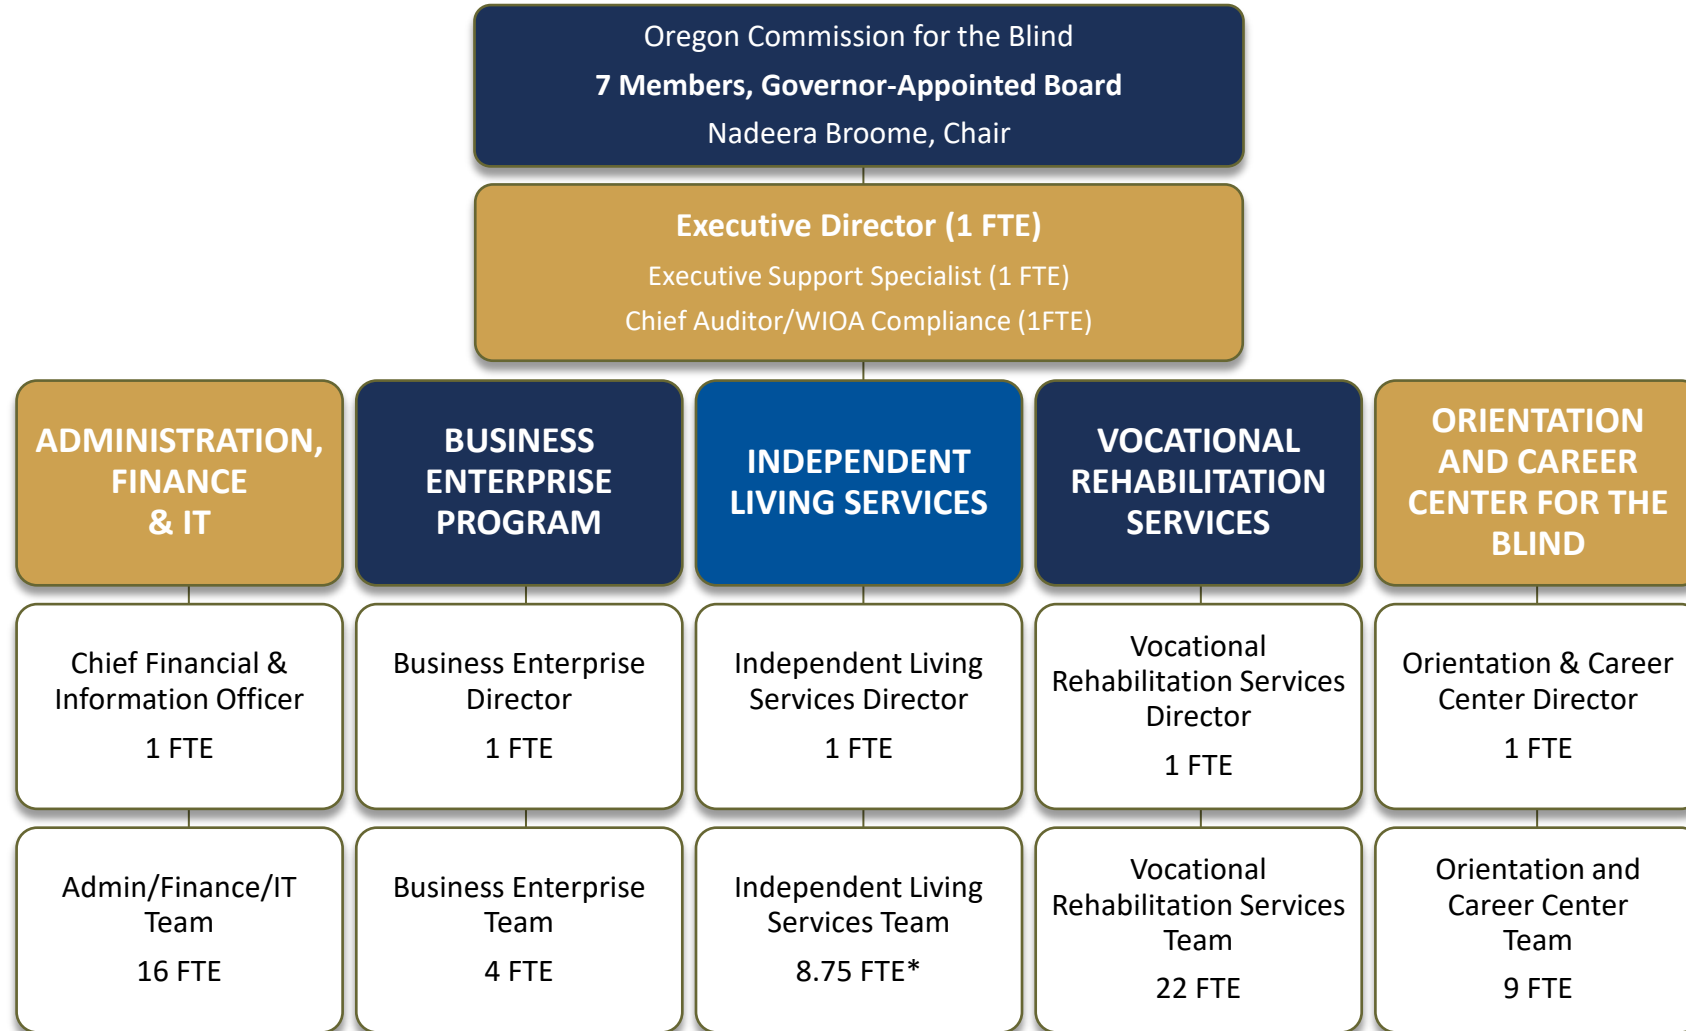 Oregon Commission for the Blind
7 Members, Governor-Appointed Board
Nadeera Broome, Chair
Executive Director (1 FTE)
Executive Support Specialist (1 FTE)
Chief Auditor/WIOA Compliance (1FTE)
ADMINISTRATION,
FINANCE
& IT
BUSINESS
ENTERPRISE
PROGRAM
INDEPENDENT
LIVING SERVICES
VOCATIONAL
REHABILITATION
SERVICES
ORIENTATION
AND CAREER
CENTER FOR THE
BLIND
Chief Financial &
Information Officer
1 FTE
Business Enterprise
Director
1 FTE
Independent Living
Services Director
1 FTE
Vocational
Rehabilitation Services
Director
1 FTE
Orientation & Career
Center Director
1 FTE
Admin/Finance/IT
Team
16 FTE
Business Enterprise
Team
4 FTE
Independent Living
Services Team
8.75 FTE*
Vocational
Rehabilitation Services
Team
22 FTE
Orientation and
Career Center
Team
9 FTE